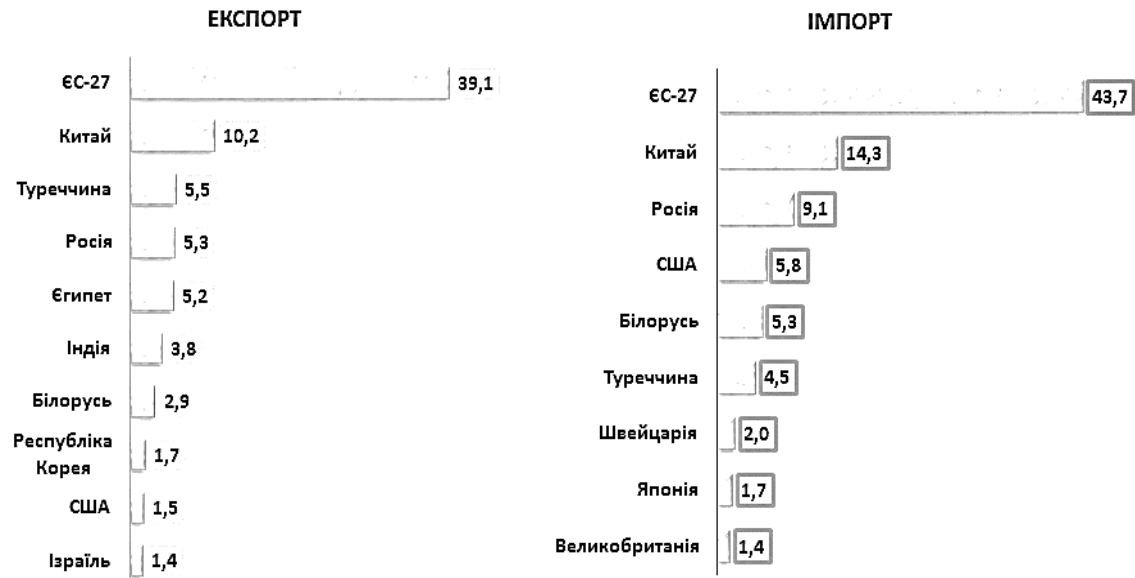 ЕКСПОРТ
ЄС-27 39,1
Китай 10,2
Туреччина 5,5
Росія 5,3
Єгипет 5,2
Індія 3,8
Білорусь 2,9
Республіка
Корея 1,7
США 1,5
Ізраїль 1,4
ІМПОРТ
ЄС-27 43,7
Китай 14,3
Росія 9,1
США 5,8
Білорусь 5,3
Туреччина 4,5
Швейцарія 2,0
Японія 1,7
Великобританія 1,4